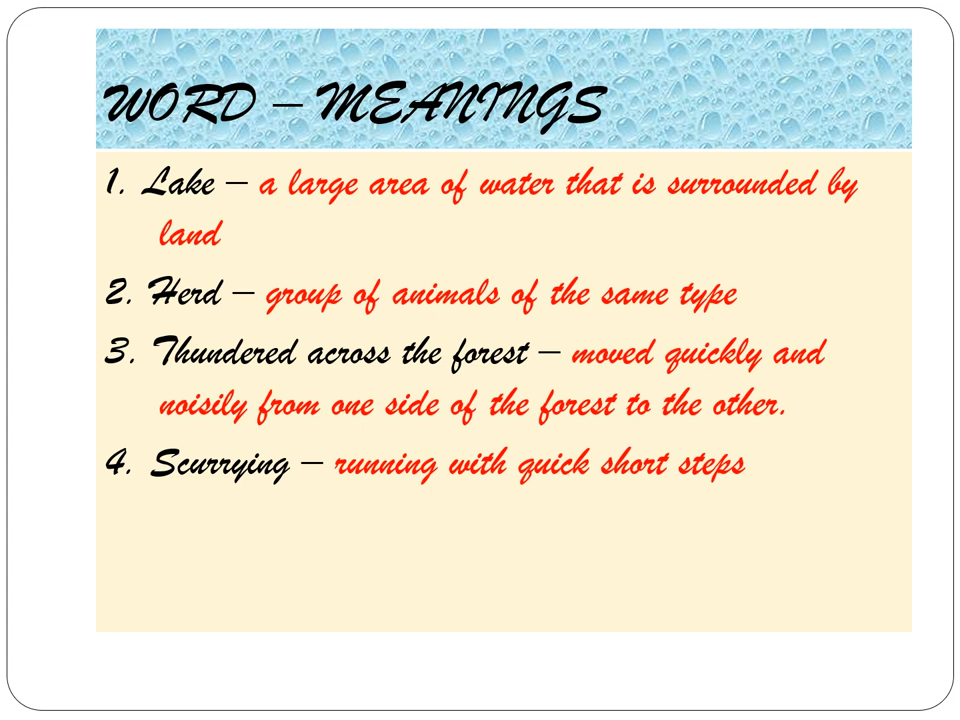 WORD – MEANINGS
1. Lake – a large area of water that is surrounded by
land
2. Herd – group of animals of the same type
3. Thundered across the forest – moved quickly and
noisily from one side of the forest to the other.
4. Scurrying – running with quick short steps